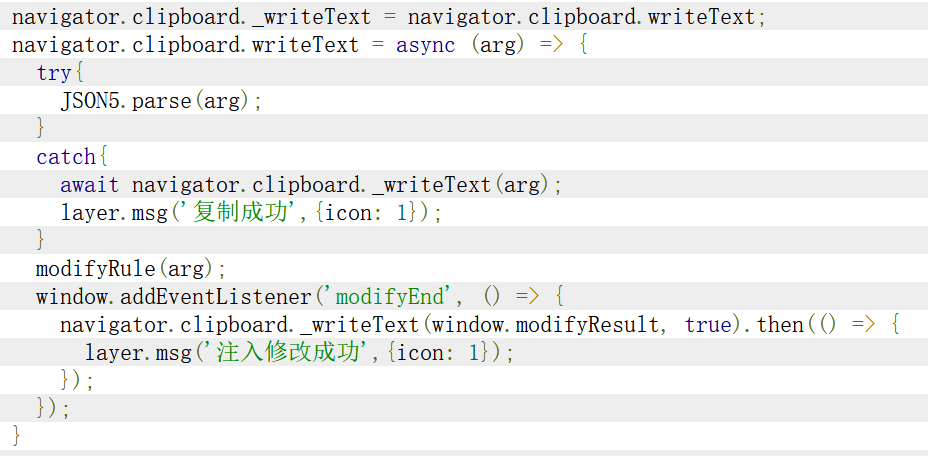 navigator.clipboard._writeText = navigator.clipboard.writeText;
navigator.clipboard.writeText = async (arg) => {
  try{
    JSON5.parse(arg);
  }
  catch{
    await navigator.clipboard._writeText(arg);
    layer.msg('复制成功',{icon: 1});
  }
  modifyRule(arg);
  window.addEventListener('modifyEnd', () => {
    navigator.clipboard._writeText(window.modifyResult, true).then(() => {
      layer.msg('注入修改成功',{icon: 1});
    });
  });
}